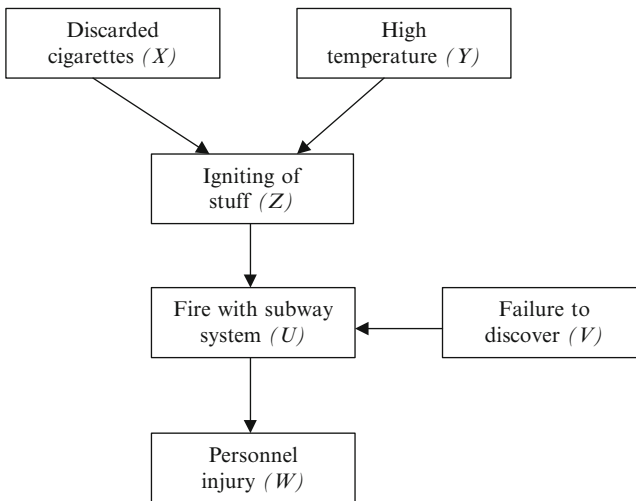 Discarded
cigarettes (X)
High
temperature (Y)
Igniting of
stuff (Z)
Fire with subway
system (U)
Failure to
discover (V)
Personnel
injury (W)